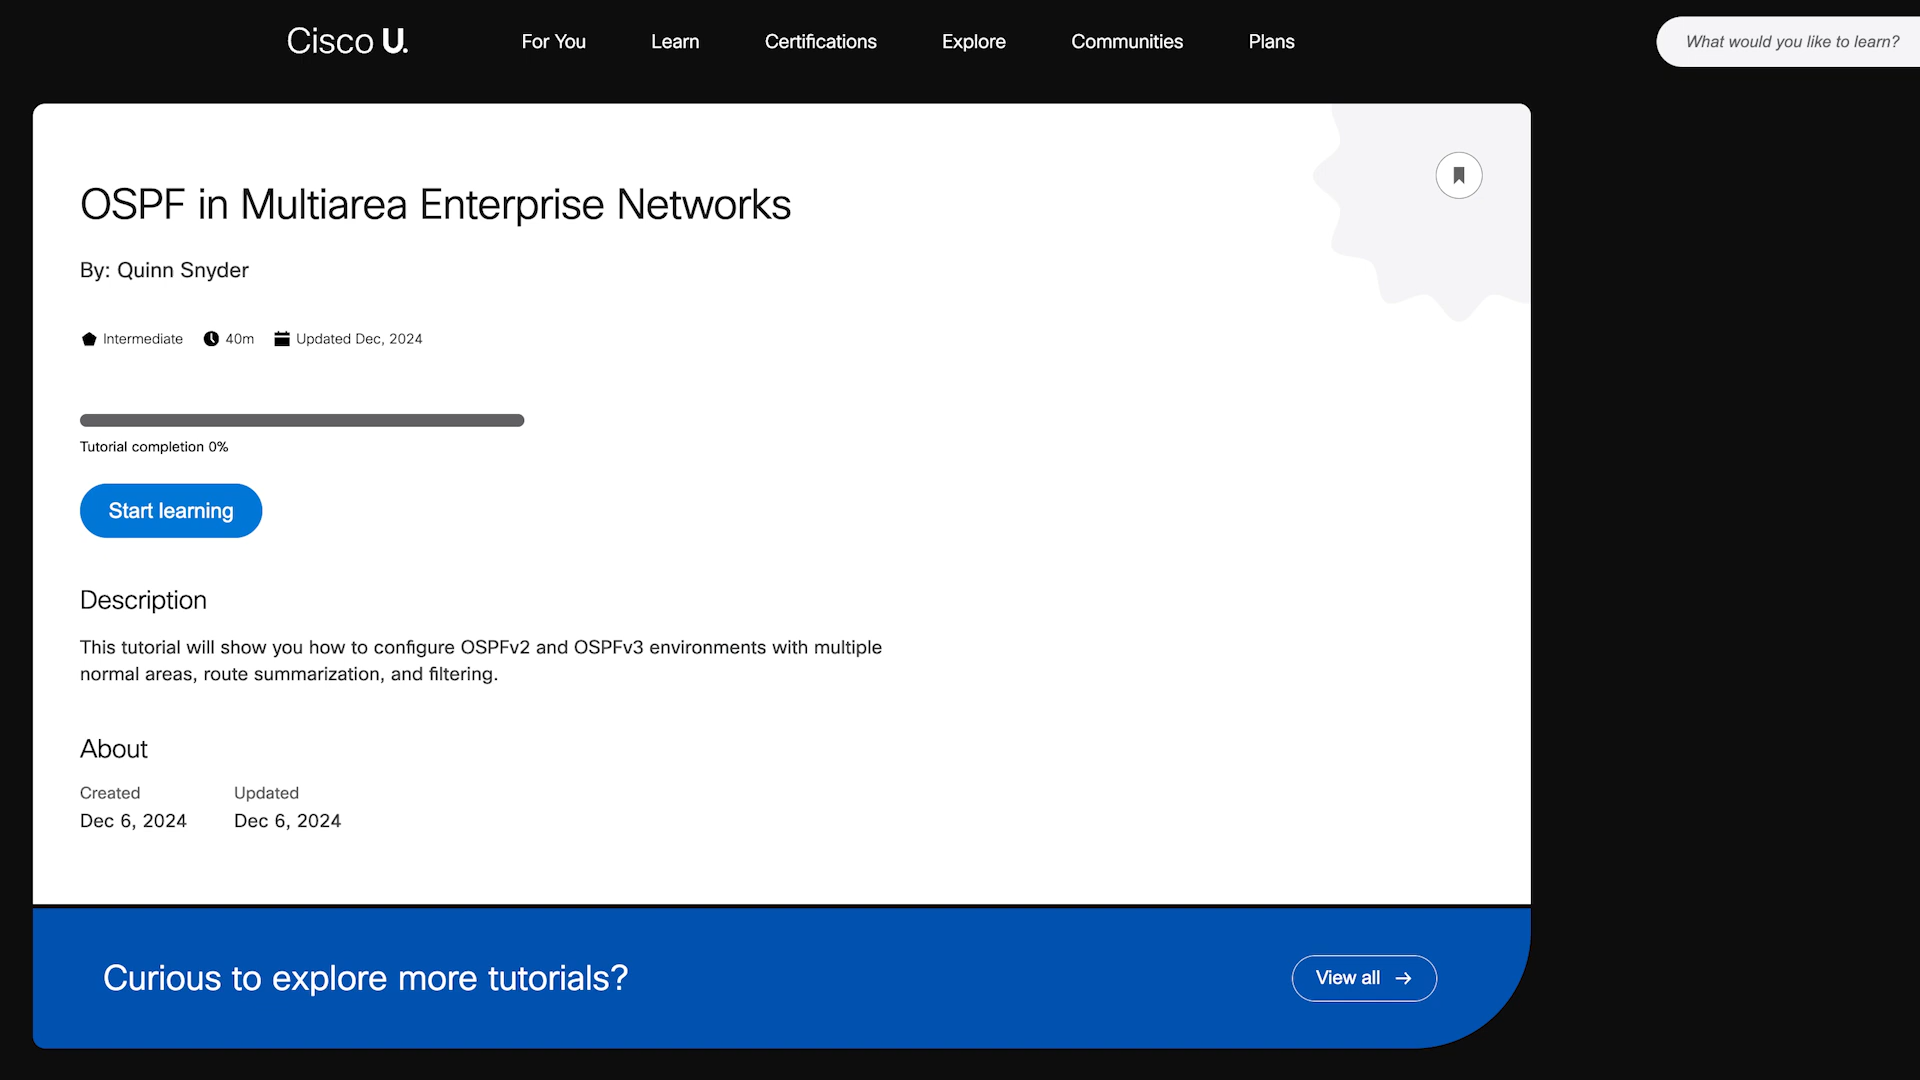 Cisco U.
For You
Learn
Certifications
Explore
Communities
Plans
What would you like to learn?
OSPF in Multiarea Enterprise Networks
By: Quinn Snyder
Intermediate
40m
Updated Dec, 2024
Tutorial completion 0%
Start learning
Description
This tutorial will show you how to configure OSPFv2 and OSPFv3 environments with multiple
normal areas, route summarization, and filtering.
About
Created
Updated
Dec 6, 2024
Dec 6, 2024
Curious to explore more tutorials?
View all